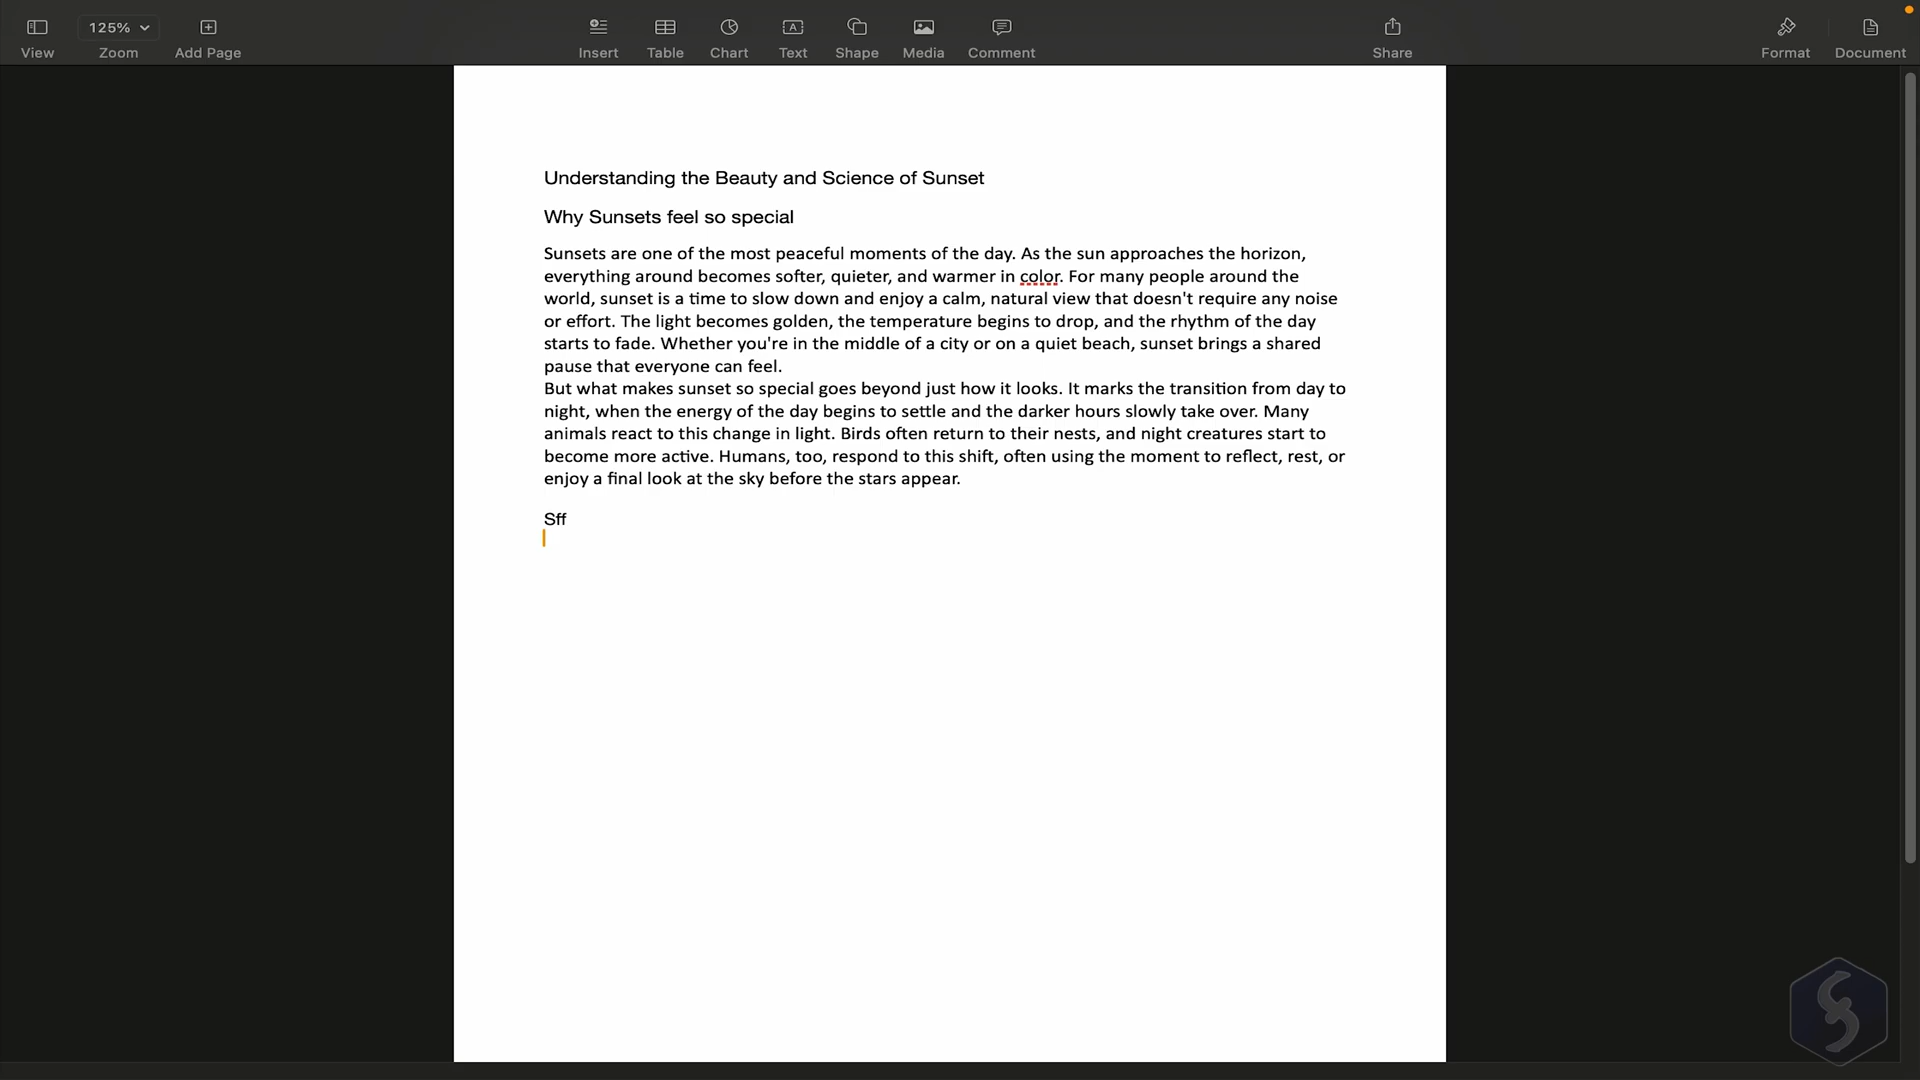 125%
View
Zoom
Add Page
Insert
Table
Chart
Text
Shape
Media
Comment
Share
Format
Document
Understanding the Beauty and Science of Sunset
Why Sunsets feel so special
Sunsets are one of the most peaceful moments of the day. As the sun approaches the horizon,
everything around becomes softer, quieter, and warmer in color. For many people around the
world, sunset is a time to slow down and enjoy a calm, natural view that doesn't require any noise
or effort. The light becomes golden, the temperature begins to drop, and the rhythm of the day
starts to fade. Whether you're in the middle of a city or on a quiet beach, sunset brings a shared
pause that everyone can feel.
But what makes sunset so special goes beyond just how it looks. It marks the transition from day to
night, when the energy of the day begins to settle and the darker hours slowly take over. Many
animals react to this change in light. Birds often return to their nests, and night creatures start to
become more active. Humans, too, respond to this shift, often using the moment to reflect, rest, or
enjoy a final look at the sky before the stars appear.
Sff